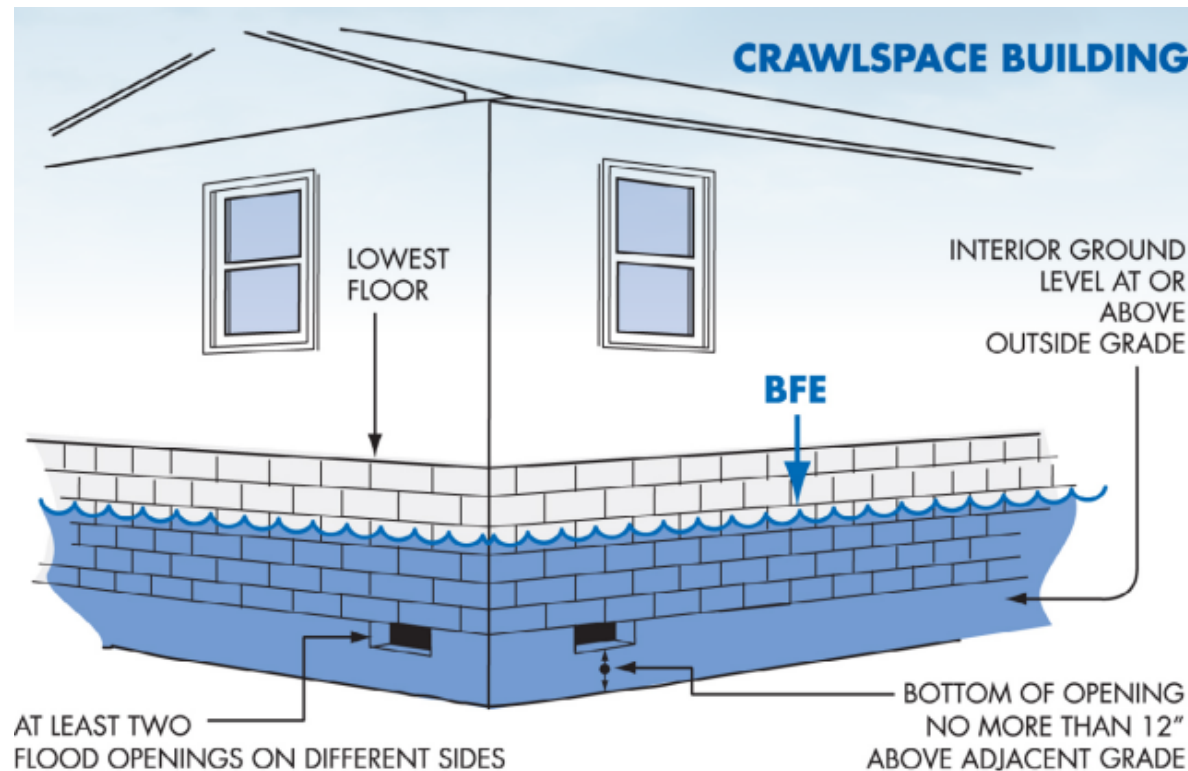 CRAWLSPACE BUILDING
LOWEST
FLOOR
INTERIOR GROUND
LEVEL AT OR
ABOVE
OUTSIDE GRADE
BFE
AT LEAST TWO
FLOOD OPENINGS ON DIFFERENT SIDES
BOTTOM OF OPENING
NO MORE THAN 12″
ABOVE ADJACENT GRADE